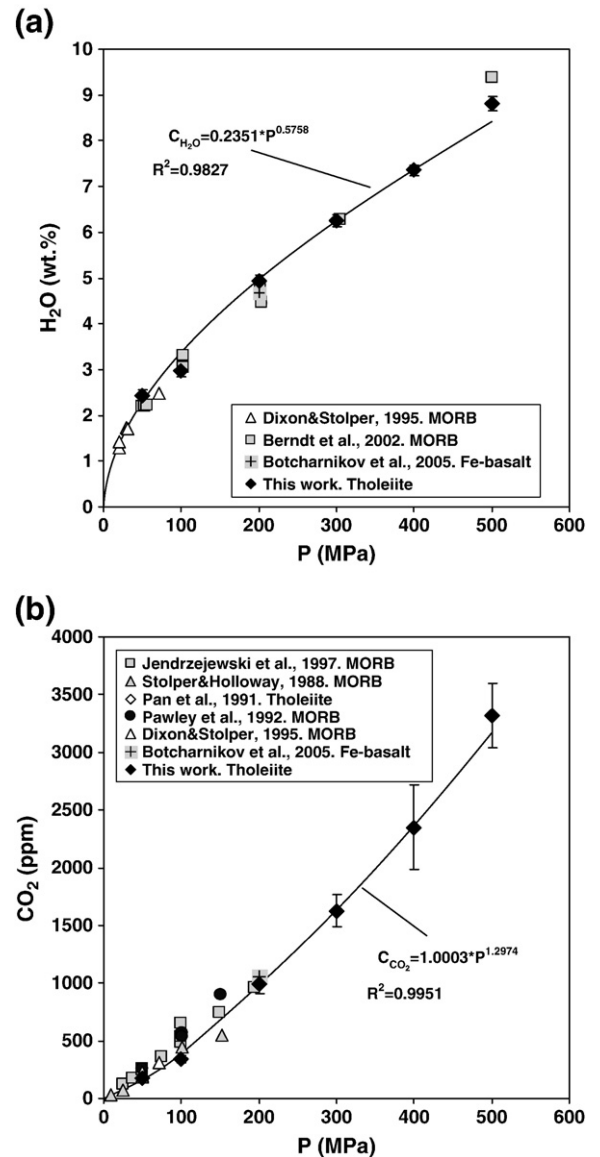 (a)
10
9
8
7
6
5
4
3
2
1
0
H₂O (wt.%)
C_H₂O=0.2351*P^0.5758
R²=0.9827
Dixon&Stolper, 1995. MORB
Berndt et al., 2002. MORB
Botcharnikov et al., 2005. Fe-basalt
This work. Tholeiite
0 100 200 300 400 500 600
P (MPa)
(b)
4000
3500
3000
2500
2000
1500
1000
500
0
CO₂ (ppm)
Jendrzejewski et al., 1997. MORB
Stolper&Holloway, 1988. MORB
Pan et al., 1991. Tholeiite
Pawley et al., 1992. MORB
Dixon&Stolper, 1995. MORB
Botcharnikov et al., 2005. Fe-basalt
This work. Tholeiite
C_CO₂=1.0003*P^1.2974
R²=0.9951
0 100 200 300 400 500 600
P (MPa)